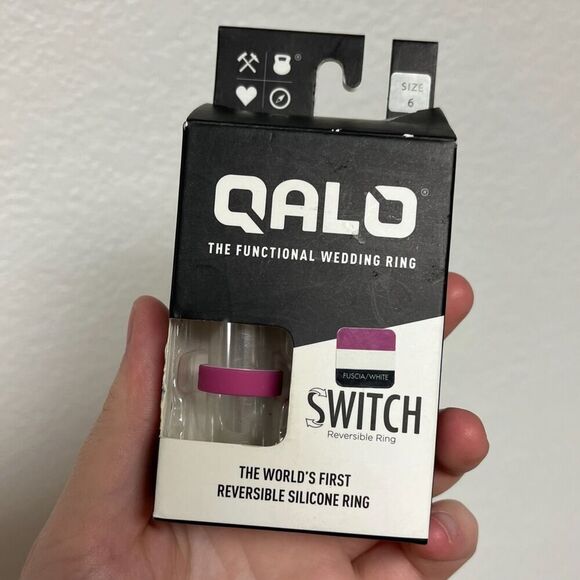 SIZE
6
QALO®
THE FUNCTIONAL WEDDING RING
FUSCIA/WHITE
SWITCH
Reversible Ring
THE WORLD'S FIRST
REVERSIBLE SILICONE RING